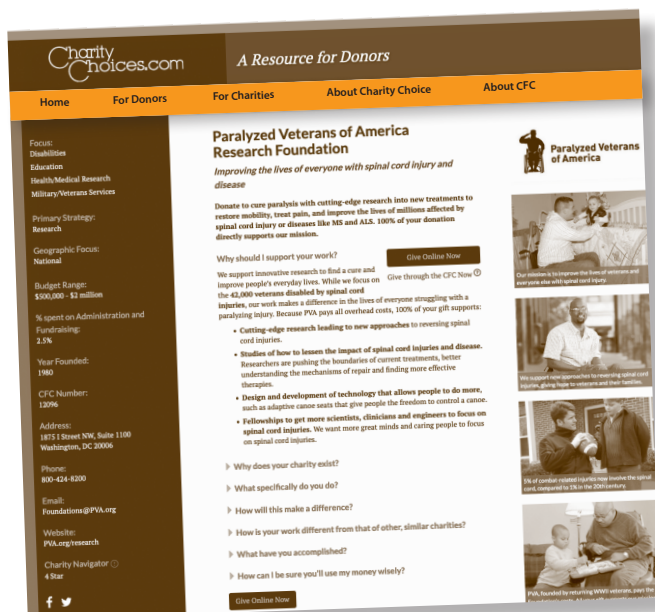 Charity
Choices.com
A Resource for Donors
Home
For Donors
For Charities
About Charity Choice
About CFC
Focus:
Disabilities
Education
Health/Medical Research
Military/Veterans Services
Primary Strategy:
Research
Geographic Focus:
National
Budget Range:
$500,000 - $2 million
% spent on Administration and
Fundraising:
2.5%
Year Founded:
1980
CFC Number:
12096
Address:
1875 I Street NW, Suite 1100
Washington, DC 20006
Phone:
800-424-8200
Email:
Foundations@PVA.org
Website:
PVA.org/research
Charity Navigator
4 Star
Paralyzed Veterans of America
Research Foundation
Improving the lives of everyone with spinal cord injury and
disease
Donate to cure paralysis with cutting-edge research into new treatments to
restore mobility, treat pain, and improve the lives of millions affected by
spinal cord injury or diseases like MS and ALS. 100% of your donation
directly supports our mission.
Why should I support your work?
Give Online Now
Give through the CFC Now
We support innovative research to find a cure and
improve people's everyday lives. While we focus on
the 42,000 veterans disabled by spinal cord
injuries, our work makes a difference in the lives of everyone struggling with a
paralyzing injury. Because PVA pays all overhead costs, 100% of your gift supports:
• Cutting-edge research leading to new approaches to reversing spinal
cord injuries.
• Studies of how to lessen the impact of spinal cord injuries and disease.
Researchers are pushing the boundaries of current treatments, better
understanding the mechanisms of repair and finding more effective
therapies.
• Design and development of technology that allows people to do more,
such as adaptive canoe seats that give people the freedom to control a canoe.
• Fellowships to get more scientists, clinicians and engineers to focus on
spinal cord injuries. We want more great minds and caring people to focus
on spinal cord injuries.
Why does your charity exist?
What specifically do you do?
How will this make a difference?
How is your work different from that of other, similar charities?
What have you accomplished?
How can I be sure you'll use my money wisely?
Give Online Now
Paralyzed Veterans
of America
Our mission is to improve the lives of veterans and
everyone else with spinal cord injury.
We support new approaches to reversing spinal cord
injuries, giving hope to veterans and their families.
5% of combat-related injuries now involve the spinal
cord, compared to 1% in the 20th century.
PVA, founded by returning WWII veterans, pays the